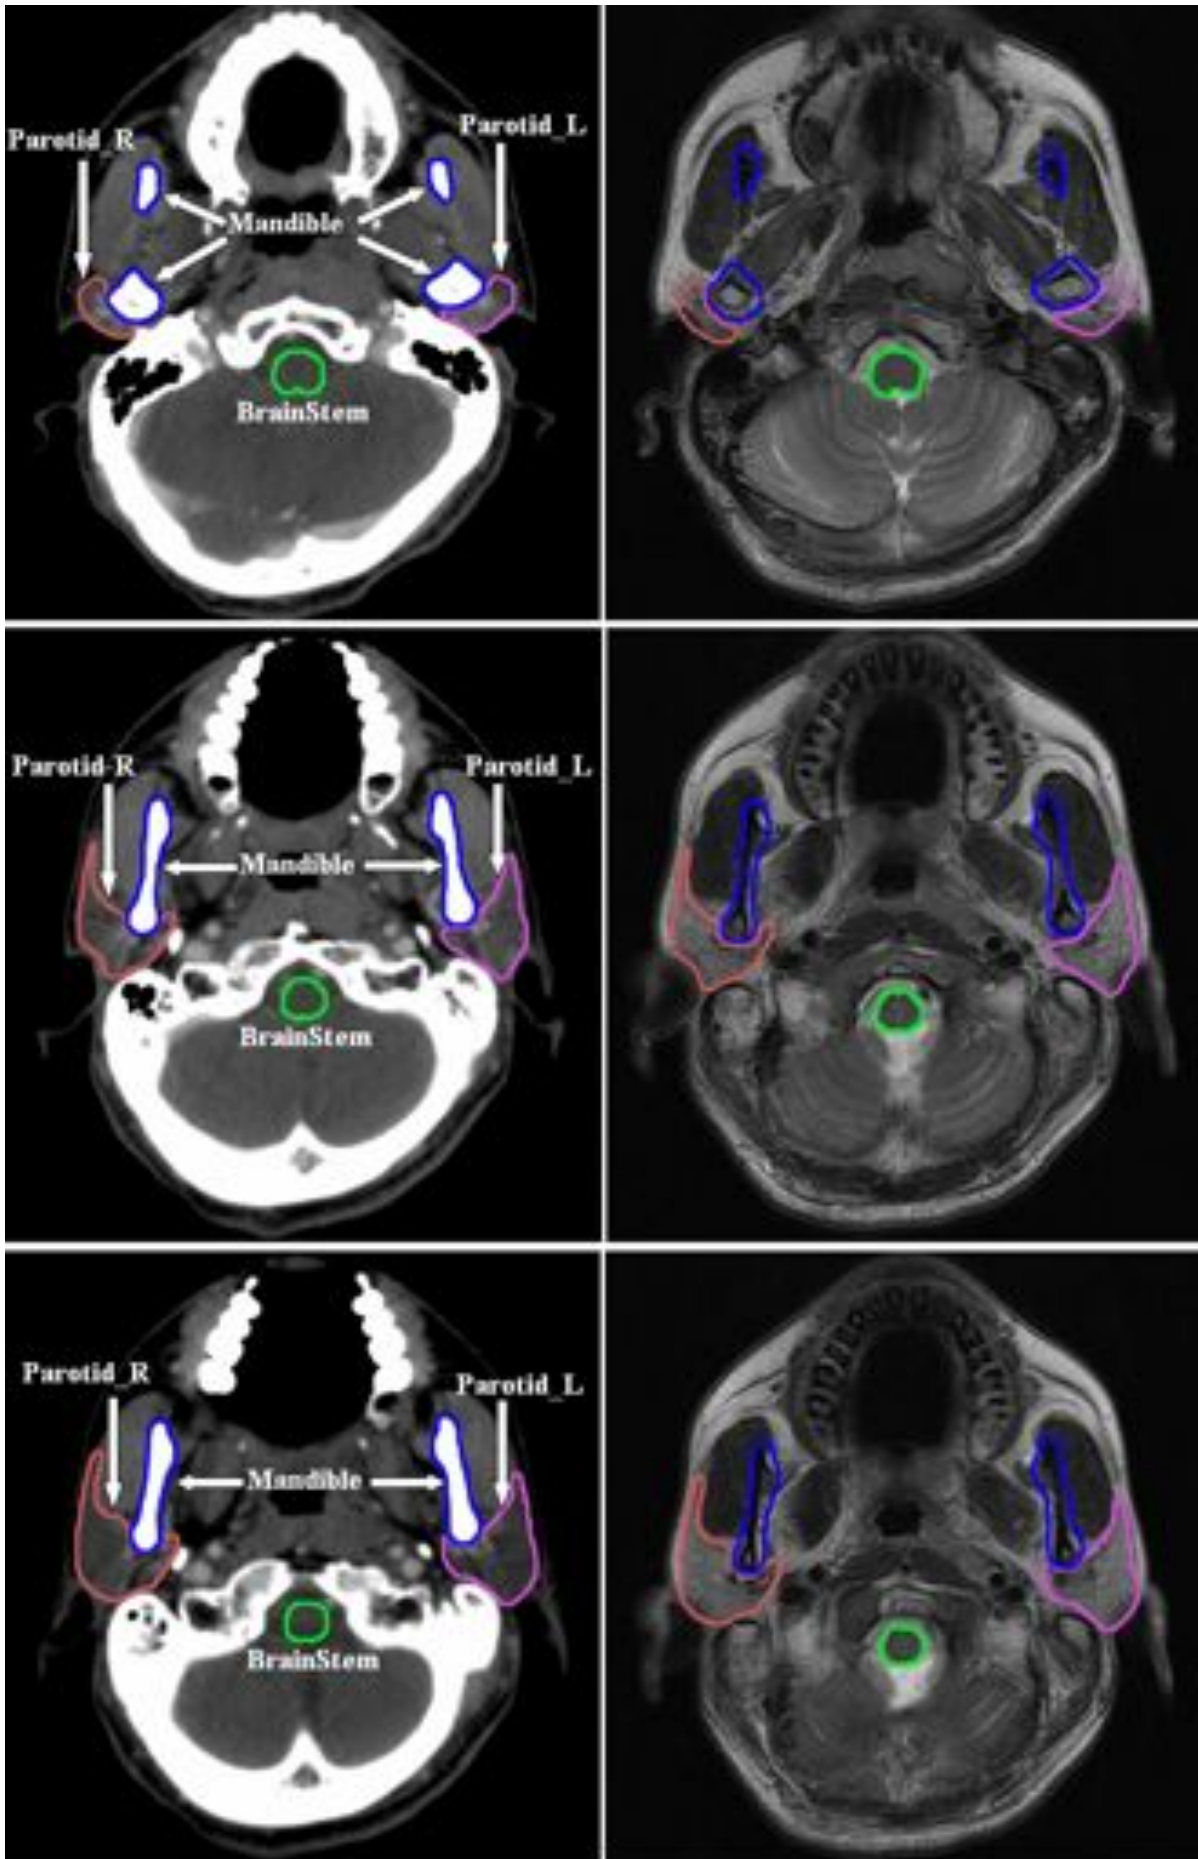 Parotid_R
Parotid_L
Mandible
BrainStem
Parotid-R
Parotid_L
Mandible
BrainStem
Parotid_R
Parotid_L
Mandible
BrainStem